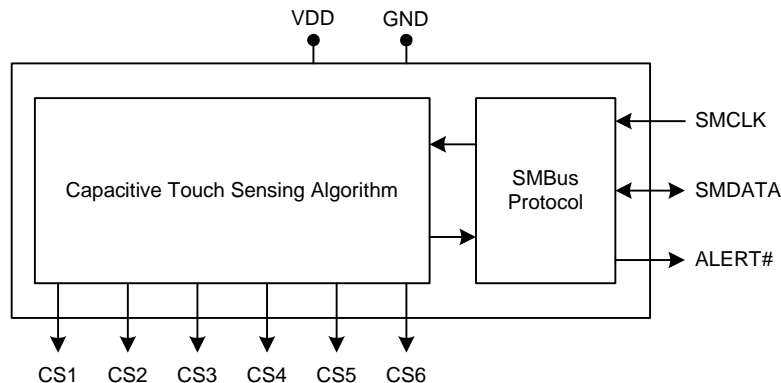 VDD GND
Capacitive Touch Sensing Algorithm
SMBus
Protocol
SMCLK
SMDATA
ALERT#
CS1 CS2 CS3 CS4 CS5 CS6